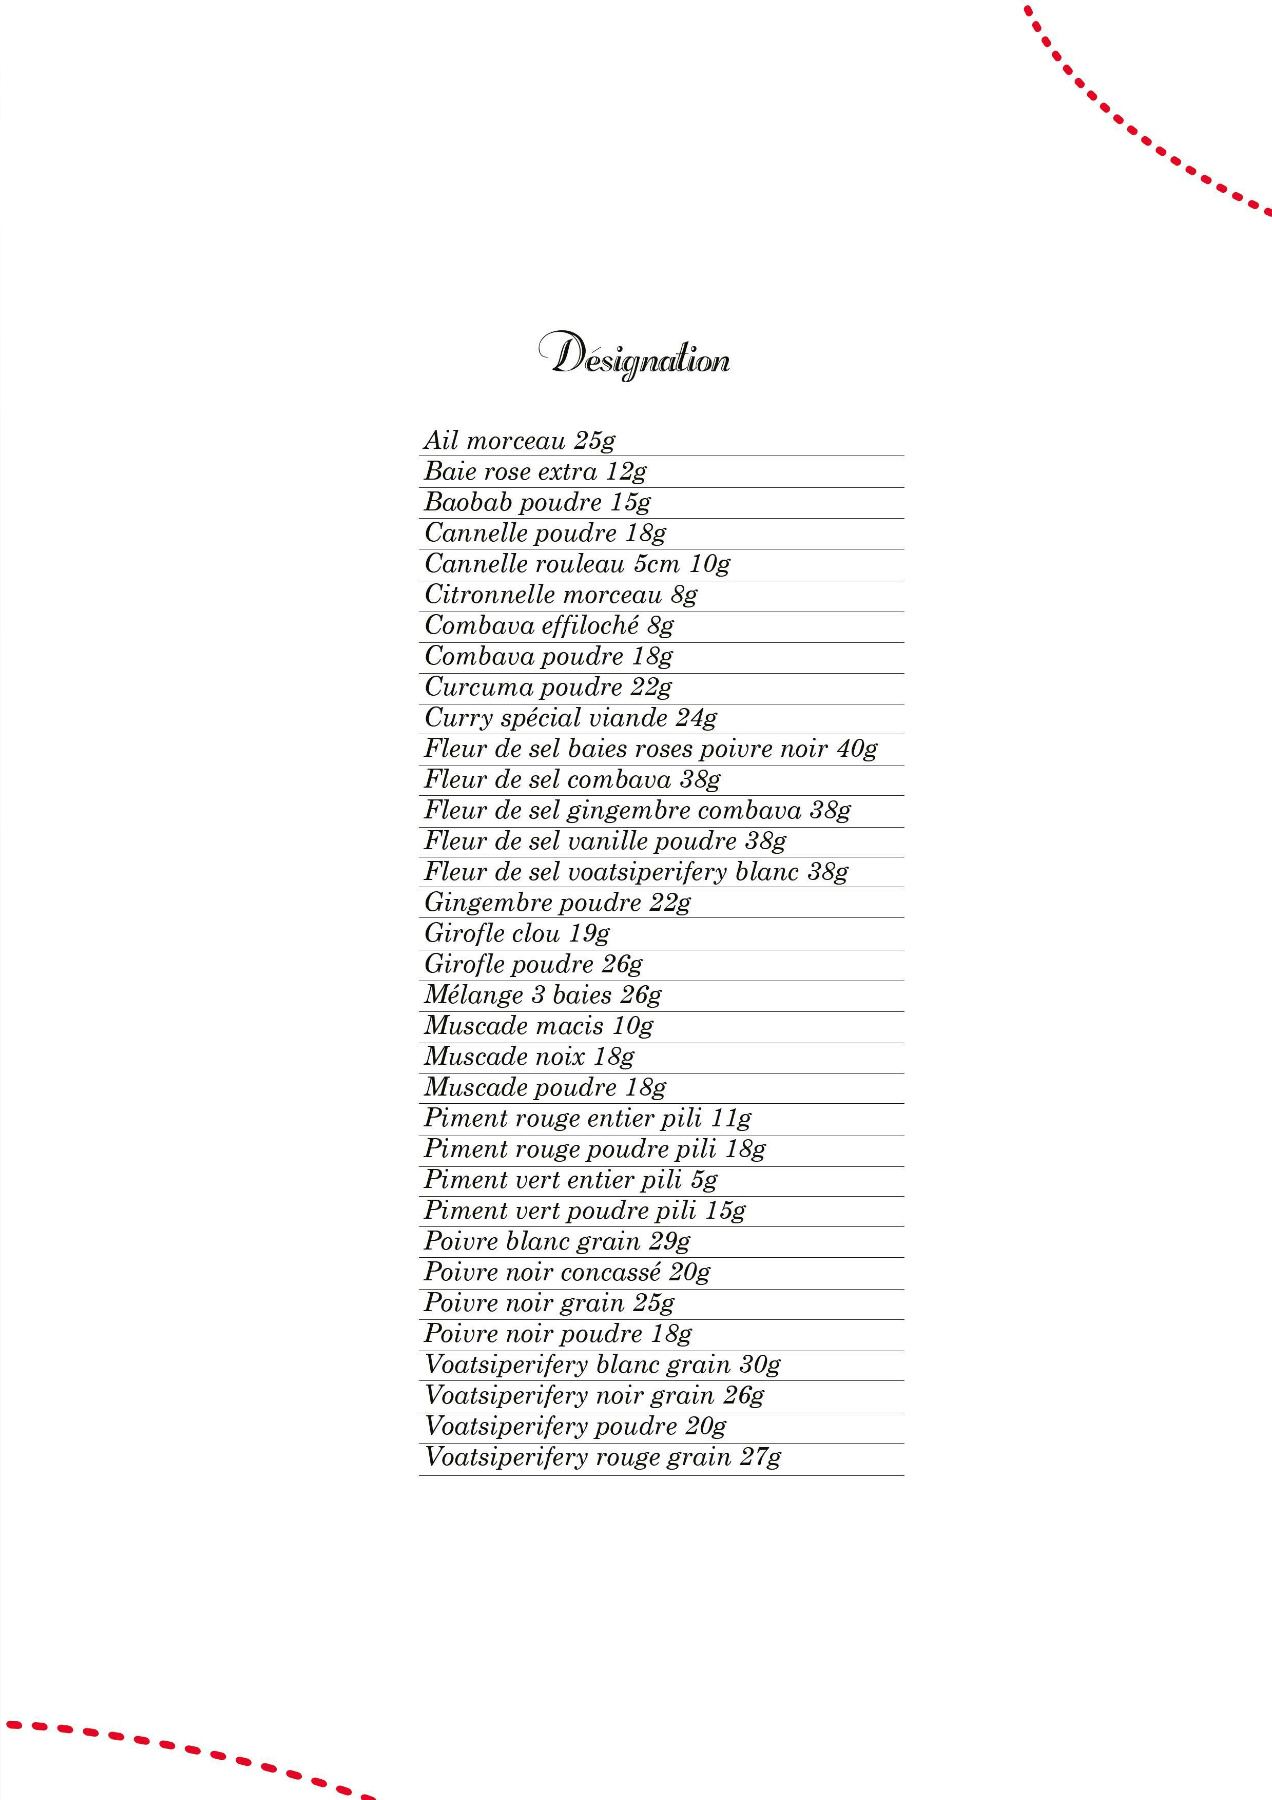 Désignation
Ail morceau 25g
Baie rose extra 12g
Baobab poudre 15g
Cannelle poudre 18g
Cannelle rouleau 5cm 10g
Citronnelle morceau 8g
Combava effiloché 8g
Combava poudre 18g
Curcuma poudre 22g
Curry spécial viande 24g
Fleur de sel baies roses poivre noir 40g
Fleur de sel combava 38g
Fleur de sel gingembre combava 38g
Fleur de sel vanille poudre 38g
Fleur de sel voatsiperifery blanc 38g
Gingembre poudre 22g
Girofle clou 19g
Girofle poudre 26g
Mélange 3 baies 26g
Muscade macis 10g
Muscade noix 18g
Muscade poudre 18g
Piment rouge entier pili 11g
Piment rouge poudre pili 18g
Piment vert entier pili 5g
Piment vert poudre pili 15g
Poivre blanc grain 29g
Poivre noir concassé 20g
Poivre noir grain 25g
Poivre noir poudre 18g
Voatsiperifery blanc grain 30g
Voatsiperifery noir grain 26g
Voatsiperifery poudre 20g
Voatsiperifery rouge grain 27g